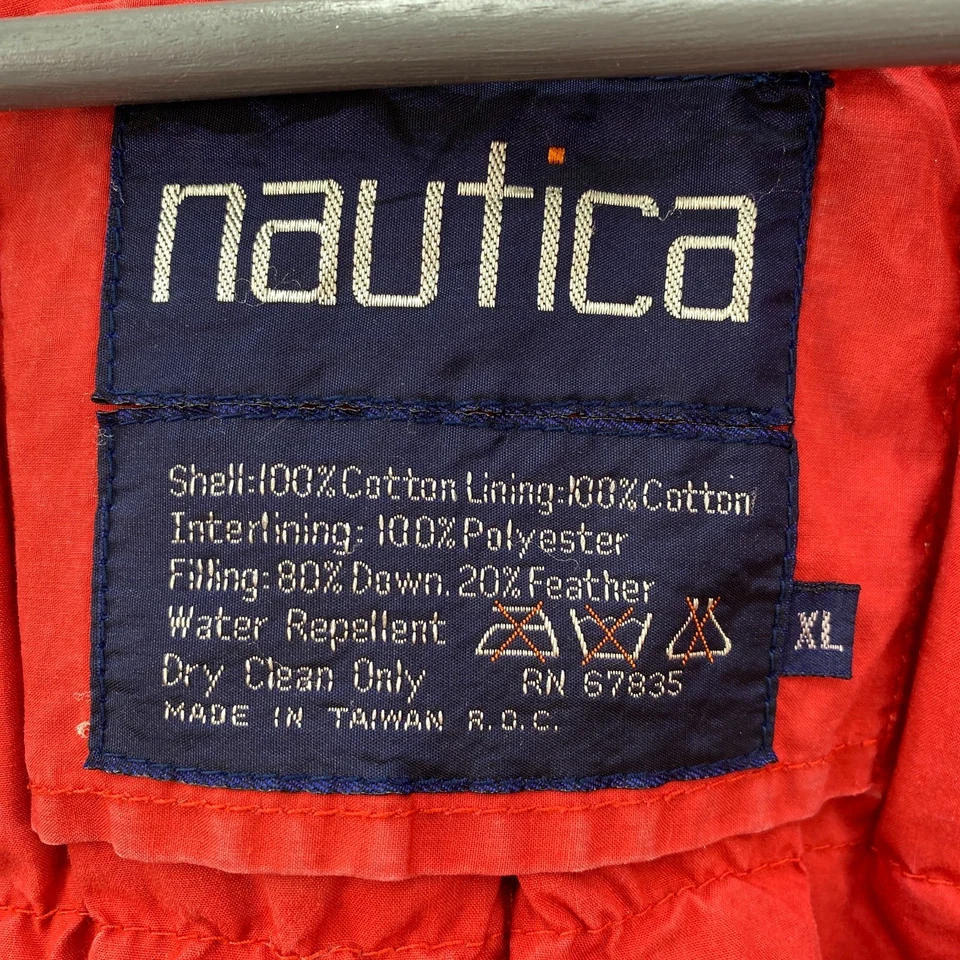 nautica
Shell:100%Cotton Lining:100%Cotton
Interlining: 100%Polyester
Filling: 80%Down. 20%Feather
Water Repellent
Dry Clean Only
RN 67835
MADE IN TAIWAN R.O.C.
XL